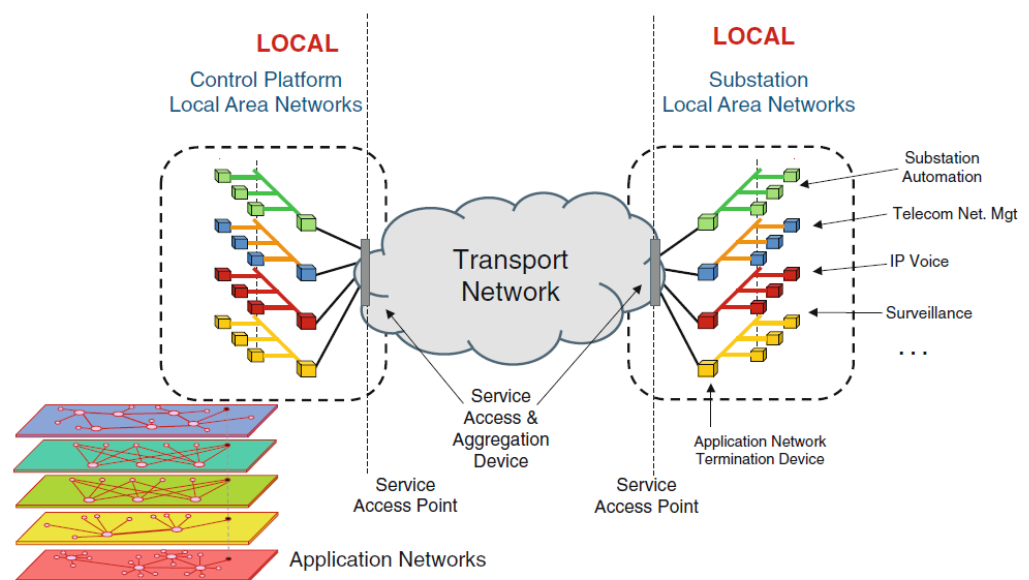 LOCAL
Control Platform
Local Area Networks
LOCAL
Substation
Local Area Networks
Substation
Automation
Telecom Net. Mgt
IP Voice
Surveillance
. . .
Transport
Network
Service
Access &
Aggregation
Device
Application Network
Termination Device
Service
Access Point
Service
Access Point
Application Networks